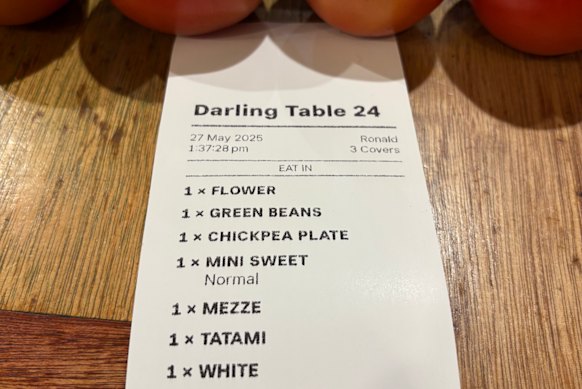 Darling Table 24
27 May 2025 Ronald
1:37:28 pm 3 Covers
EAT IN
1 × FLOWER
1 × GREEN BEANS
1 × CHICKPEA PLATE
1 × MINI SWEET
Normal
1 × MEZZE
1 × TATAMI
1 × WHITE